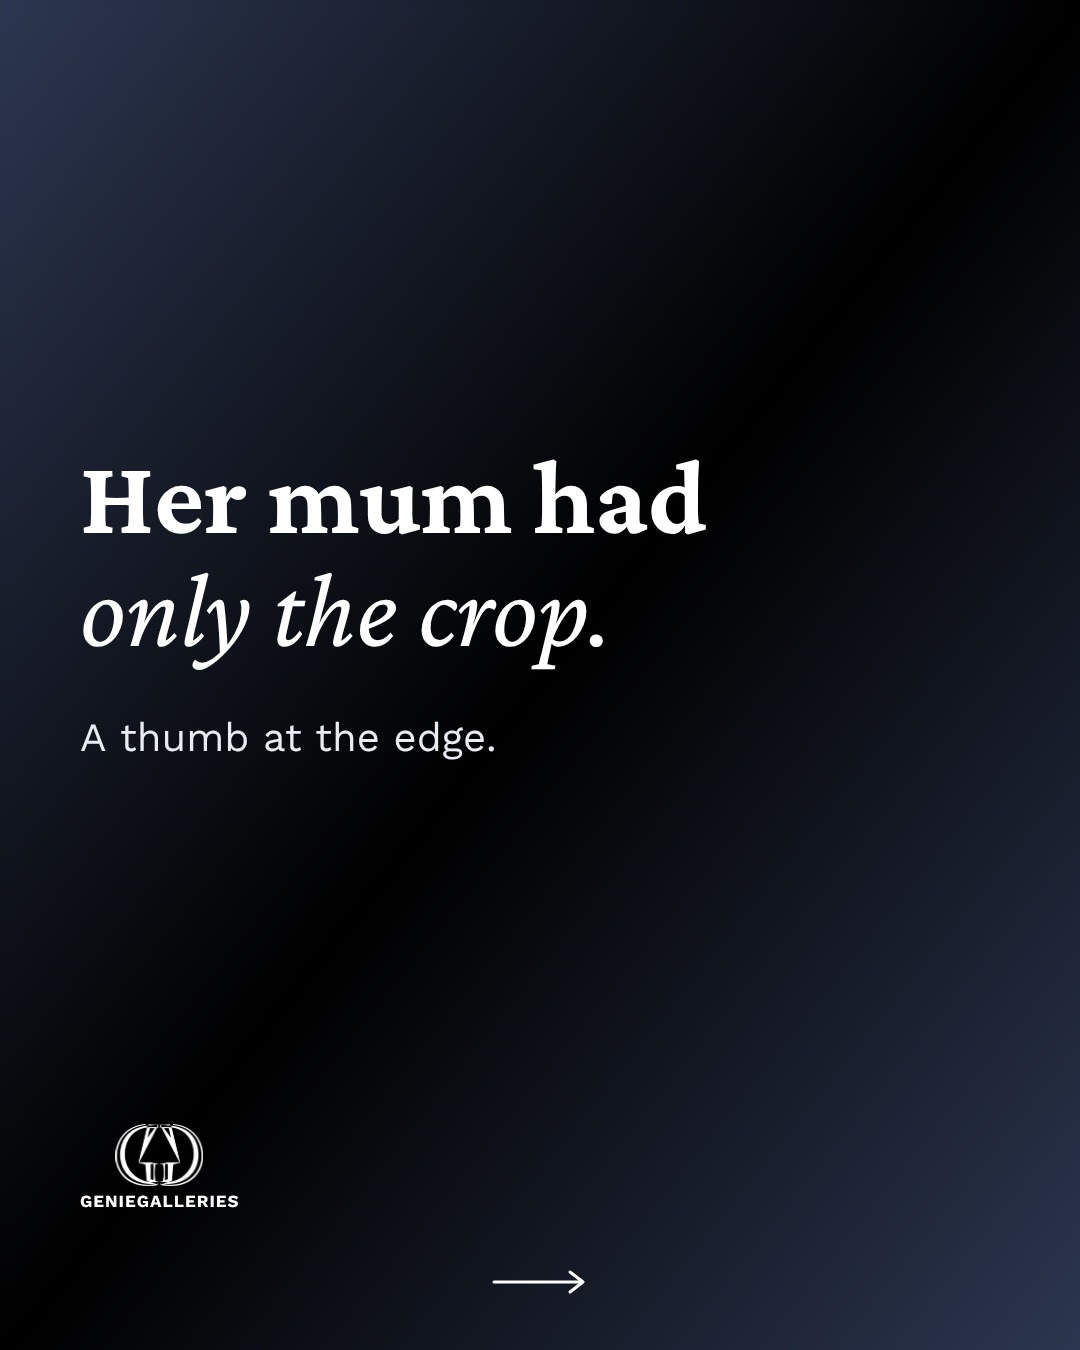 Her mum had
only the crop.
A thumb at the edge.
GENIEGALLERIES